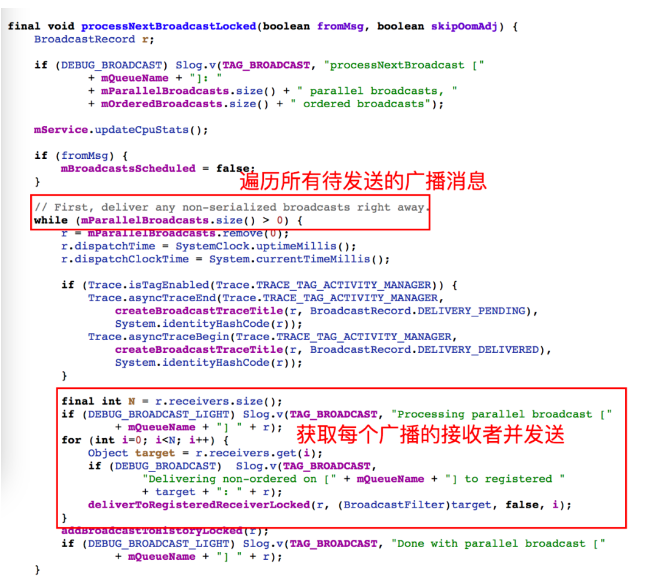 final void processNextBroadcastLocked(boolean fromMsg, boolean skipOomAdj) {
BroadcastRecord r;
if (DEBUG_BROADCAST) Slog.v(TAG_BROADCAST, "processNextBroadcast ["
+ mQueueName + "]: "
+ mParallelBroadcasts.size() + " parallel broadcasts, "
+ mOrderedBroadcasts.size() + " ordered broadcasts");
mService.updateCpuStats();
if (fromMsg) {
mBroadcastsScheduled = false;
}
遍历所有待发送的广播消息
// First, deliver any non-serialized broadcasts right away.
while (mParallelBroadcasts.size() > 0) {
r = mParallelBroadcasts.remove(0);
r.dispatchTime = SystemClock.uptimeMillis();
r.dispatchClockTime = System.currentTimeMillis();
if (Trace.isTagEnabled(Trace.TRACE_TAG_ACTIVITY_MANAGER)) {
Trace.asyncTraceEnd(Trace.TRACE_TAG_ACTIVITY_MANAGER,
createBroadcastTraceTitle(r, BroadcastRecord.DELIVERY_PENDING),
System.identityHashCode(r));
Trace.asyncTraceBegin(Trace.TRACE_TAG_ACTIVITY_MANAGER,
createBroadcastTraceTitle(r, BroadcastRecord.DELIVERY_DELIVERED),
System.identityHashCode(r));
}
final int N = r.receivers.size();
if (DEBUG_BROADCAST_LIGHT) Slog.v(TAG_BROADCAST, "Processing parallel broadcast ["
+ mQueueName + "] " + r);
获取每个广播的接收者并发送
for (int i=0; i<N; i++) {
Object target = r.receivers.get(i);
if (DEBUG_BROADCAST) Slog.v(TAG_BROADCAST,
"Delivering non-ordered on [" + mQueueName + "] to registered "
+ target + ": " + r);
deliverToRegisteredReceiverLocked(r, (BroadcastFilter)target, false, i);
}
addBroadcastToHistoryLocked(r);
if (DEBUG_BROADCAST_LIGHT) Slog.v(TAG_BROADCAST, "Done with parallel broadcast ["
+ mQueueName + "] " + r);
}